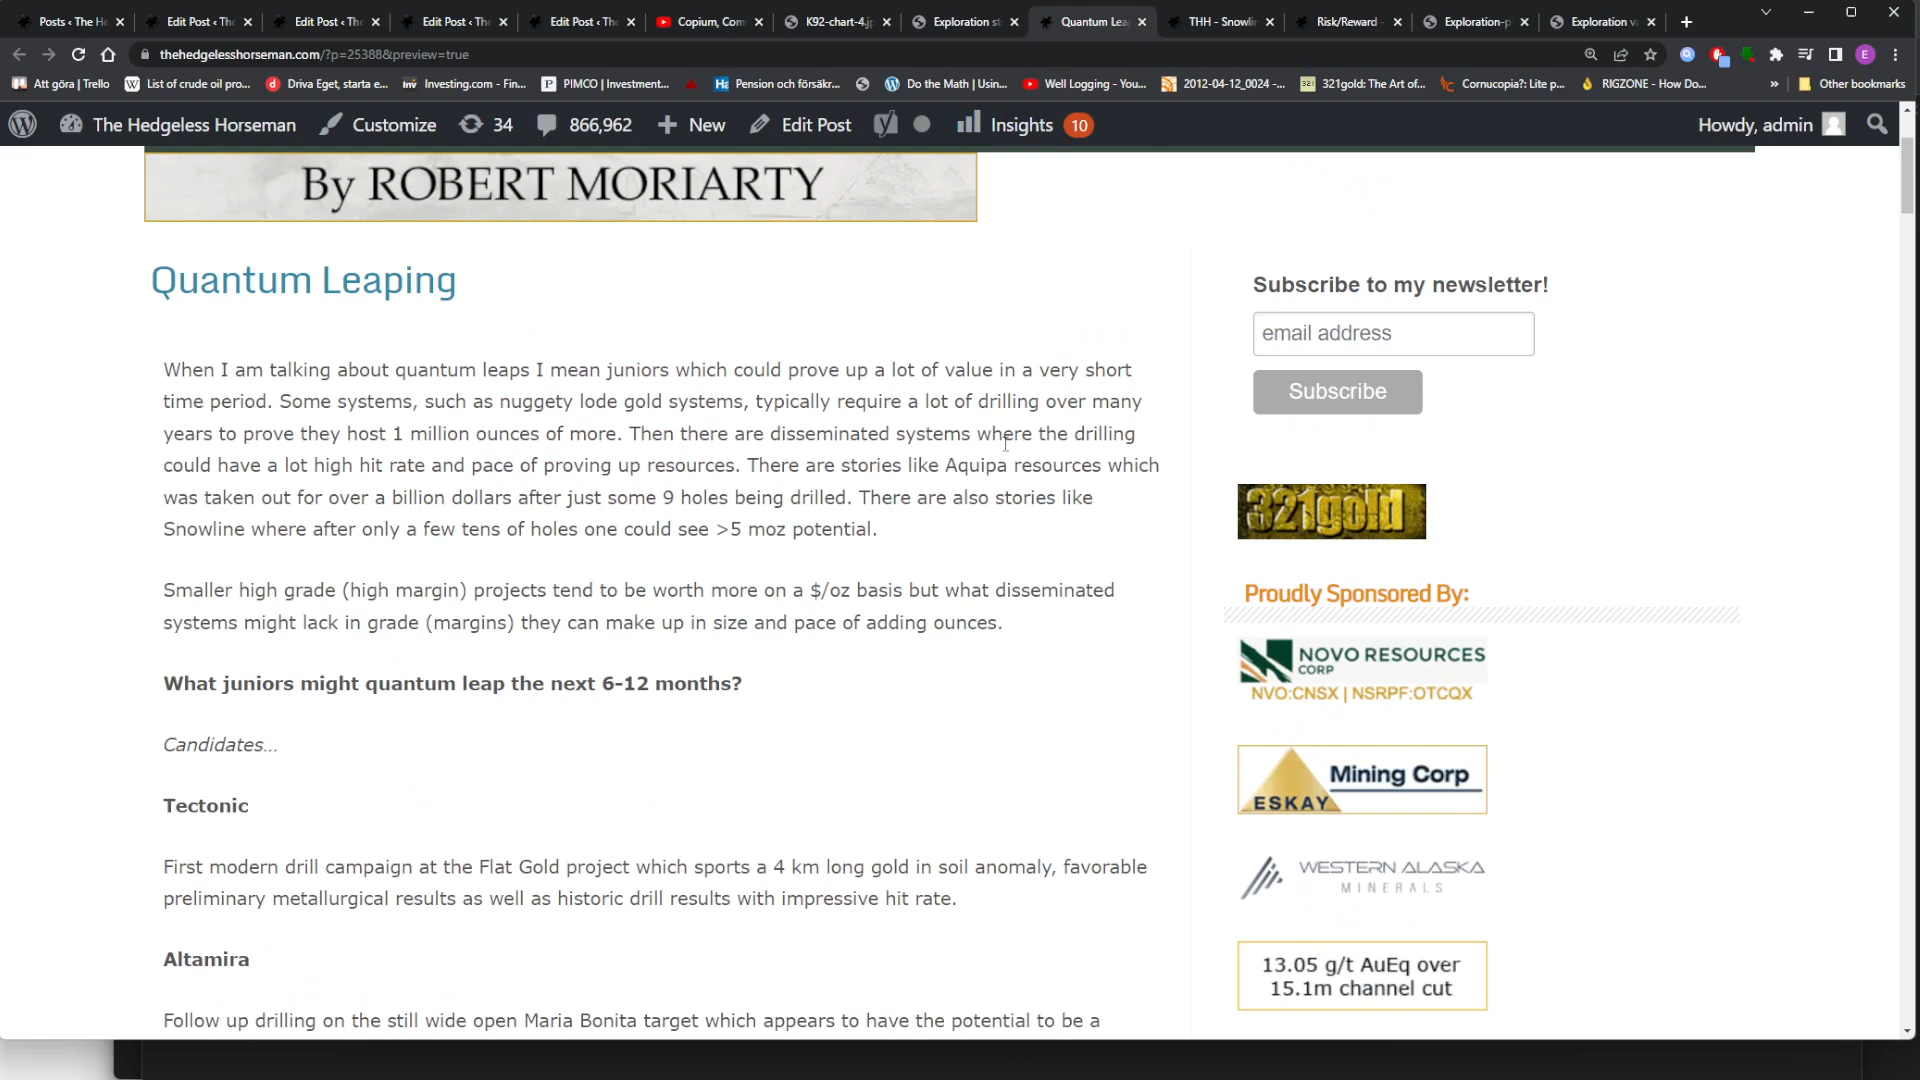 Posts ‹ The He
Edit Post ‹ The
Edit Post ‹ The
Edit Post ‹ The
Edit Post ‹ The
Copium, Com
K92-chart-4.jp
Exploration st
Quantum Lea
THH - Snowlin
Risk/Reward
Exploration-p
Exploration va
thehedgelesshorseman.com/?p=25388&preview=true
E
Att göra | Trello
List of crude oil pro...
Driva Eget, starta e...
Investing.com - Fin...
PIMCO | Investment...
Pension och försäkr...
Do the Math | Usin...
Well Logging - You...
2012-04-12_0024 -...
321gold: The Art of...
Cornucopia?: Lite p...
RIGZONE - How Do...
»
Other bookmarks
The Hedgeless Horseman
Customize
34
866,962
New
Edit Post
Insights 10
Howdy, admin
By ROBERT MORIARTY
Quantum Leaping
When I am talking about quantum leaps I mean juniors which could prove up a lot of value in a very short
time period. Some systems, such as nuggety lode gold systems, typically require a lot of drilling over many
years to prove they host 1 million ounces of more. Then there are disseminated systems where the drilling
could have a lot high hit rate and pace of proving up resources. There are stories like Aquipa resources which
was taken out for over a billion dollars after just some 9 holes being drilled. There are also stories like
Snowline where after only a few tens of holes one could see >5 moz potential.
Smaller high grade (high margin) projects tend to be worth more on a $/oz basis but what disseminated
systems might lack in grade (margins) they can make up in size and pace of adding ounces.
What juniors might quantum leap the next 6-12 months?
Candidates...
Tectonic
First modern drill campaign at the Flat Gold project which sports a 4 km long gold in soil anomaly, favorable
preliminary metallurgical results as well as historic drill results with impressive hit rate.
Altamira
Follow up drilling on the still wide open Maria Bonita target which appears to have the potential to be a
Subscribe to my newsletter!
email address
Subscribe
321gold
Proudly Sponsored By:
NOVO RESOURCES
CORP
NVO:CNSX | NSRPF:OTCQX
Mining Corp
ESKAY
WESTERN ALASKA
MINERALS
13.05 g/t AuEq over
15.1m channel cut